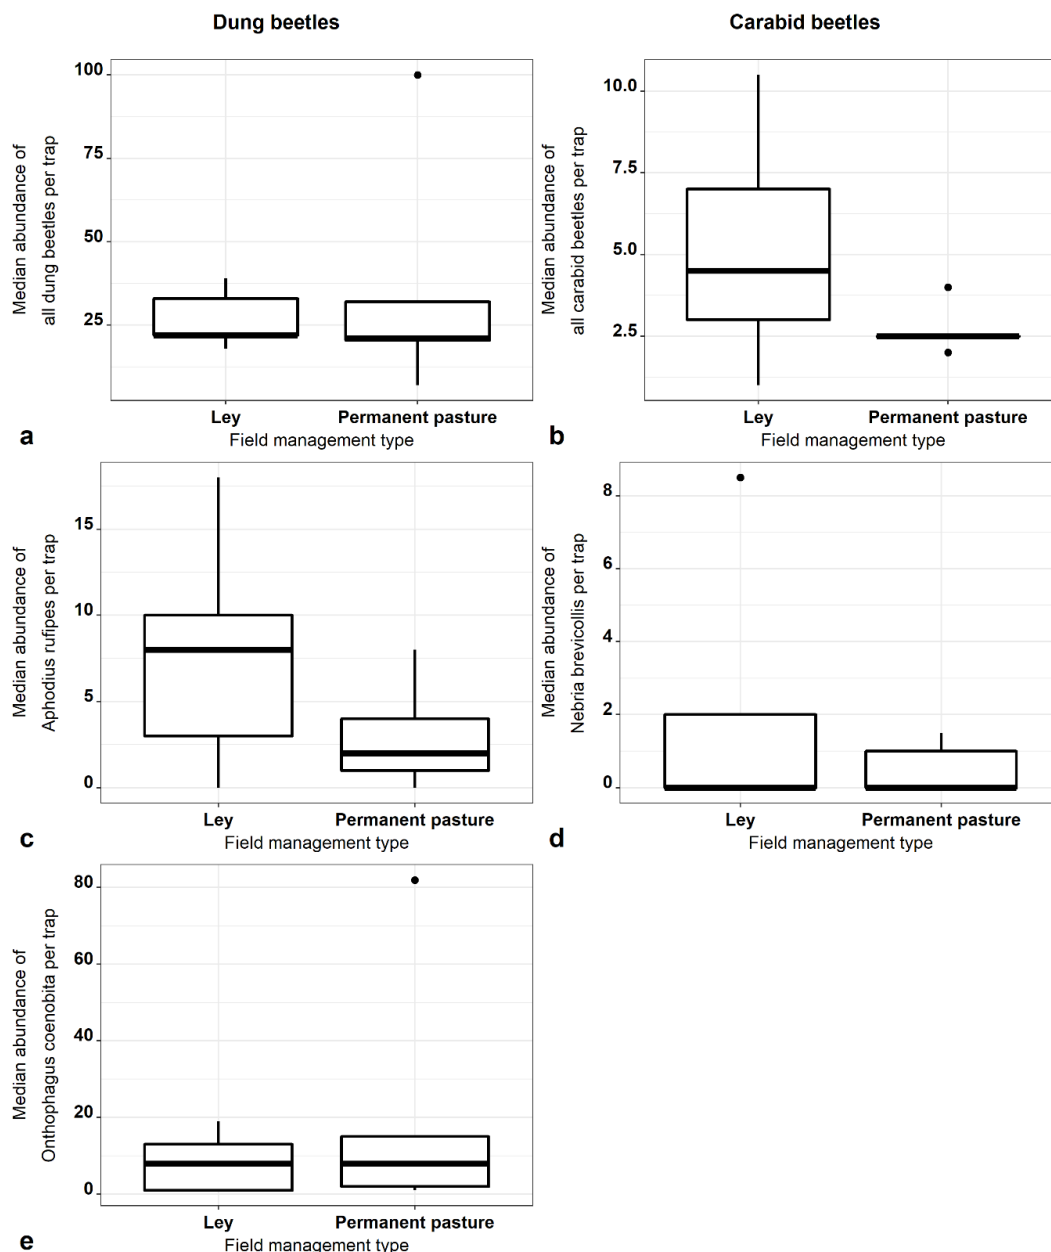 Dung beetles
Carabid beetles
Median abundance of
all dung beetles per trap
100
75
50
25
Ley
Permanent pasture
Field management type
a
Median abundance of
all carabid beetles per trap
10.0
7.5
5.0
2.5
Ley
Permanent pasture
Field management type
b
Median abundance of
Aphodius rufipes per trap
15
10
5
0
Ley
Permanent pasture
Field management type
c
Median abundance of
Nebria brevicollis per trap
8
6
4
2
0
Ley
Permanent pasture
Field management type
d
Median abundance of
Onthophagus coenobita per trap
80
60
40
20
0
Ley
Permanent pasture
Field management type
e